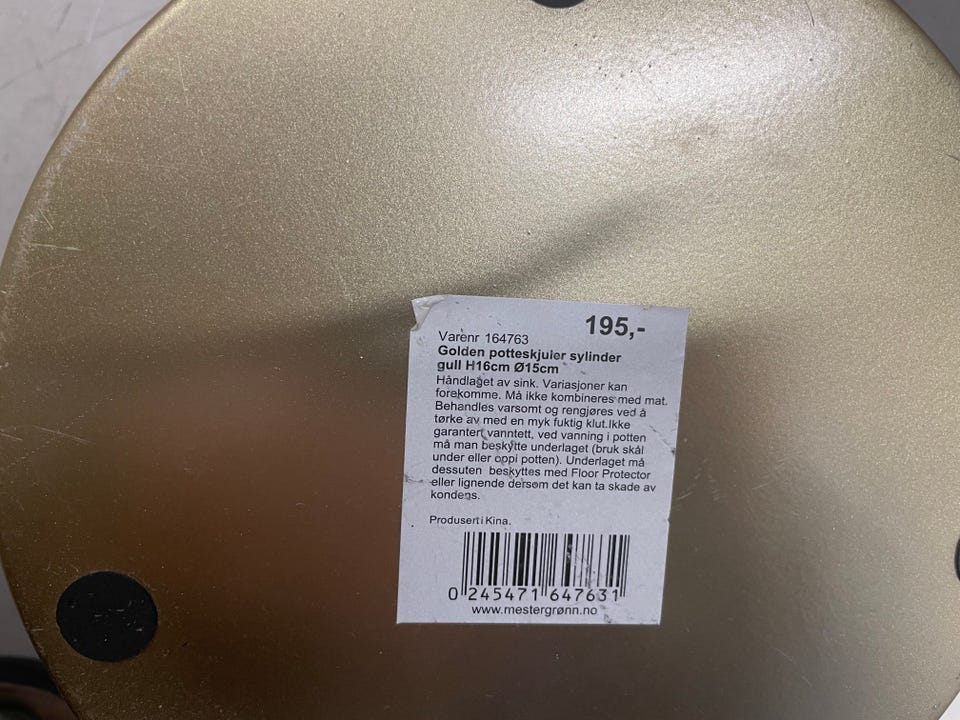 195,-
Varenr 164763
Golden potteskjuler sylinder
gull H16cm Ø15cm
Håndlaget av sink. Variasjoner kan
forekomme. Må ikke kombineres med mat.
Behandles varsomt og rengjøres ved å
tørke av med en myk fuktig klut.Ikke
garantert vanntett, ved vanning i potten
må man beskytte underlaget (bruk skål
under eller oppi potten). Underlaget må
dessuten beskyttes med Floor Protector
eller lignende dersom det kan ta skade av
kondens.
Produsert i Kina.
0 245471 647631
www.mestergrønn.no